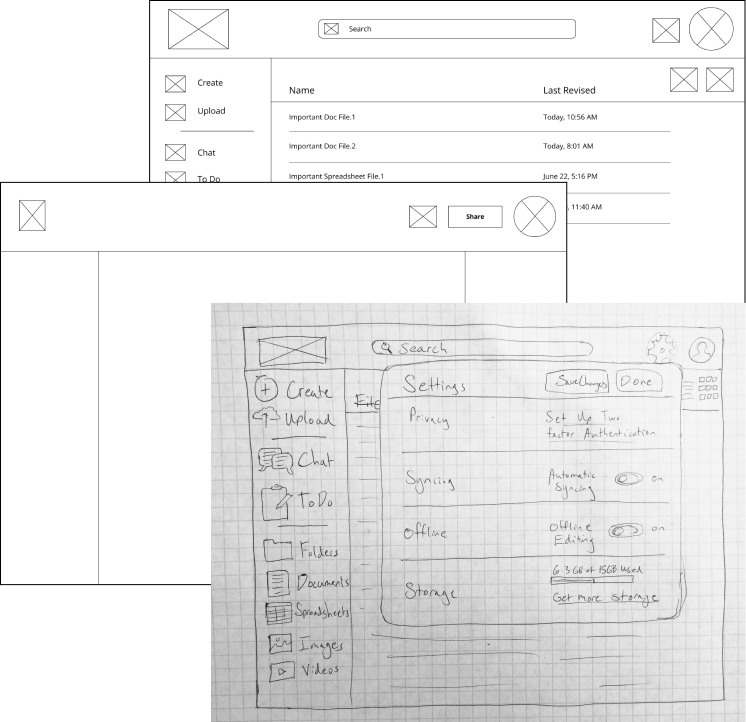 Search
Create
Upload
Chat
To Do
Name Last Revised
Important Doc File.1 Today, 10:56 AM
Important Doc File.2 Today, 8:01 AM
Important Spreadsheet File.1 June 22, 5:16 PM
, 11:40 AM
Share
Search
Create
Upload
Chat
To Do
Folders
Documents
Spreadsheets
Images
Videos
File
Settings
Save Changes Done
Privacy
Set Up Two
factor Authentication
Syncing
Automatic
Syncing on
Offline
Offline
Editing on
Storage
6.3 GB of 15GB Used
Get more storage